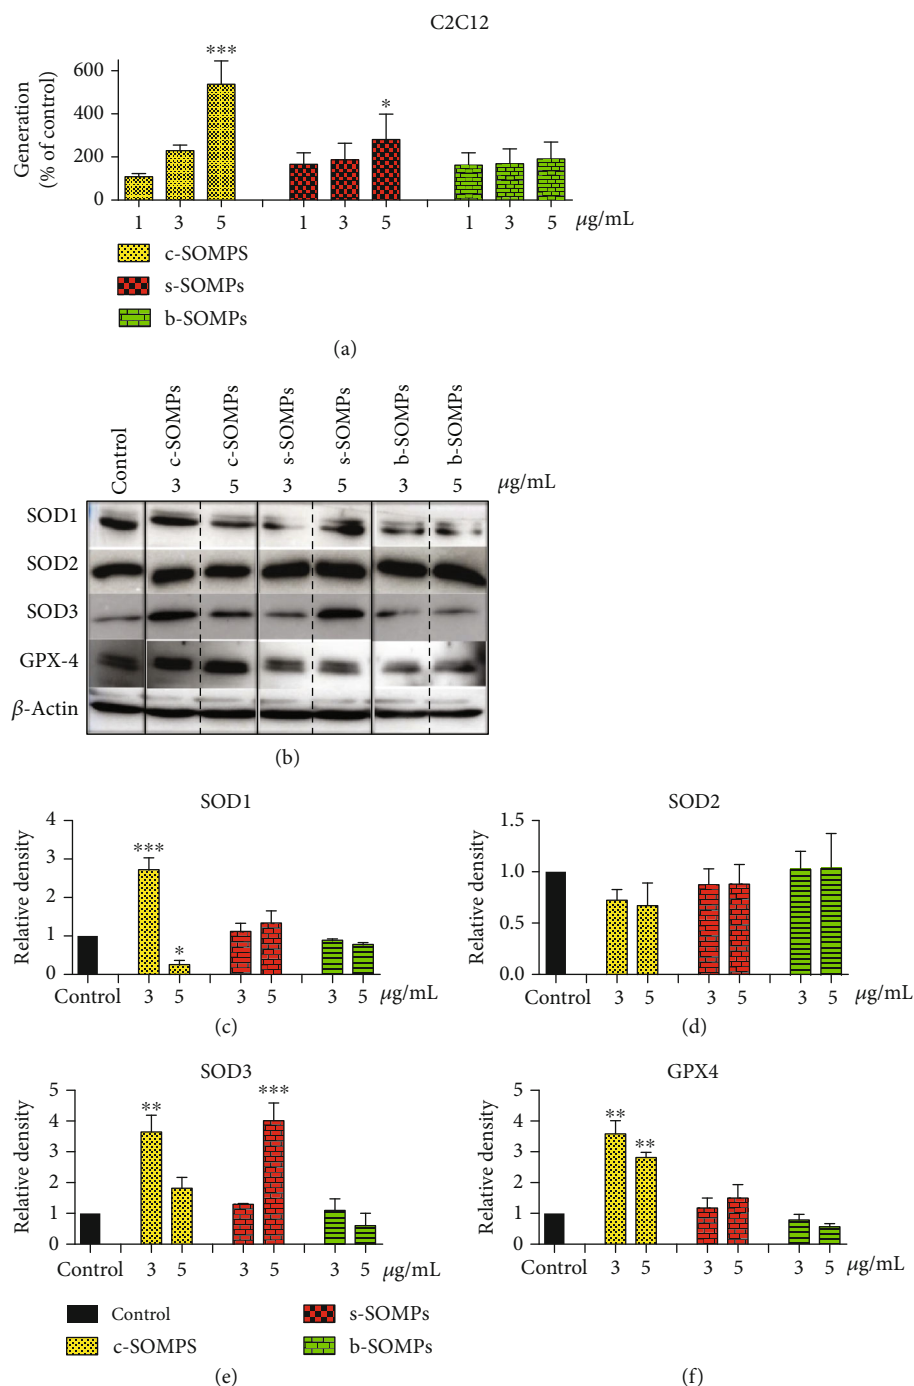 C2C12
Generation
(% of control)
600
400
200
0
***
*
1 3 5 1 3 5 1 3 5 μg/mL
c-SOMPS
s-SOMPs
b-SOMPs
(a)
Control c-SOMPs c-SOMPs s-SOMPs s-SOMPs b-SOMPs b-SOMPs
3 5 3 5 3 5 μg/mL
SOD1
SOD2
SOD3
GPX-4
β-Actin
(b)
SOD1
Relative density
4
3
2
1
0
***
*
Control 3 5 3 5 3 5 μg/mL
(c)
SOD2
Relative density
1.5
1.0
0.5
0.0
Control 3 5 3 5 3 5 μg/mL
(d)
SOD3
Relative density
5
4
3
2
1
0
**
***
Control 3 5 3 5 3 5 μg/mL
Control
c-SOMPS
s-SOMPs
b-SOMPs
(e)
GPX4
Relative density
5
4
3
2
1
0
**
**
Control 3 5 3 5 3 5 μg/mL
(f)